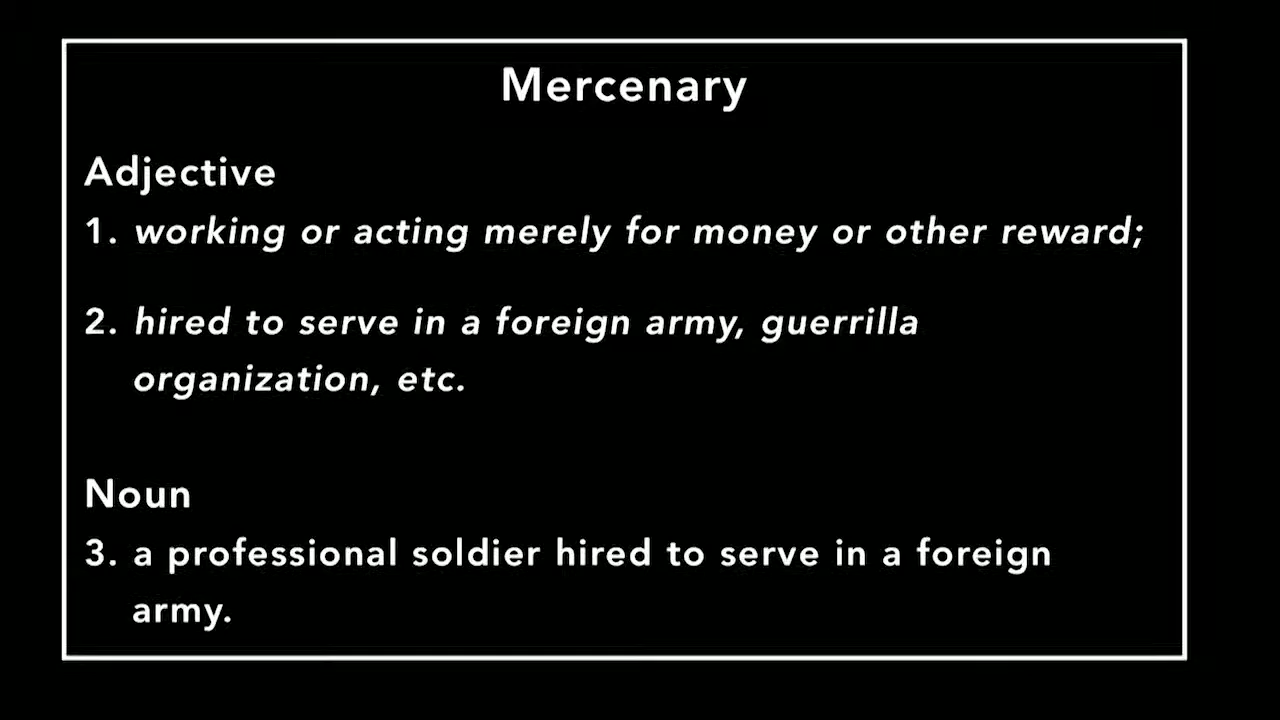 Mercenary
Adjective
1. working or acting merely for money or other reward;
2. hired to serve in a foreign army, guerrilla
organization, etc.
Noun
3. a professional soldier hired to serve in a foreign
army.